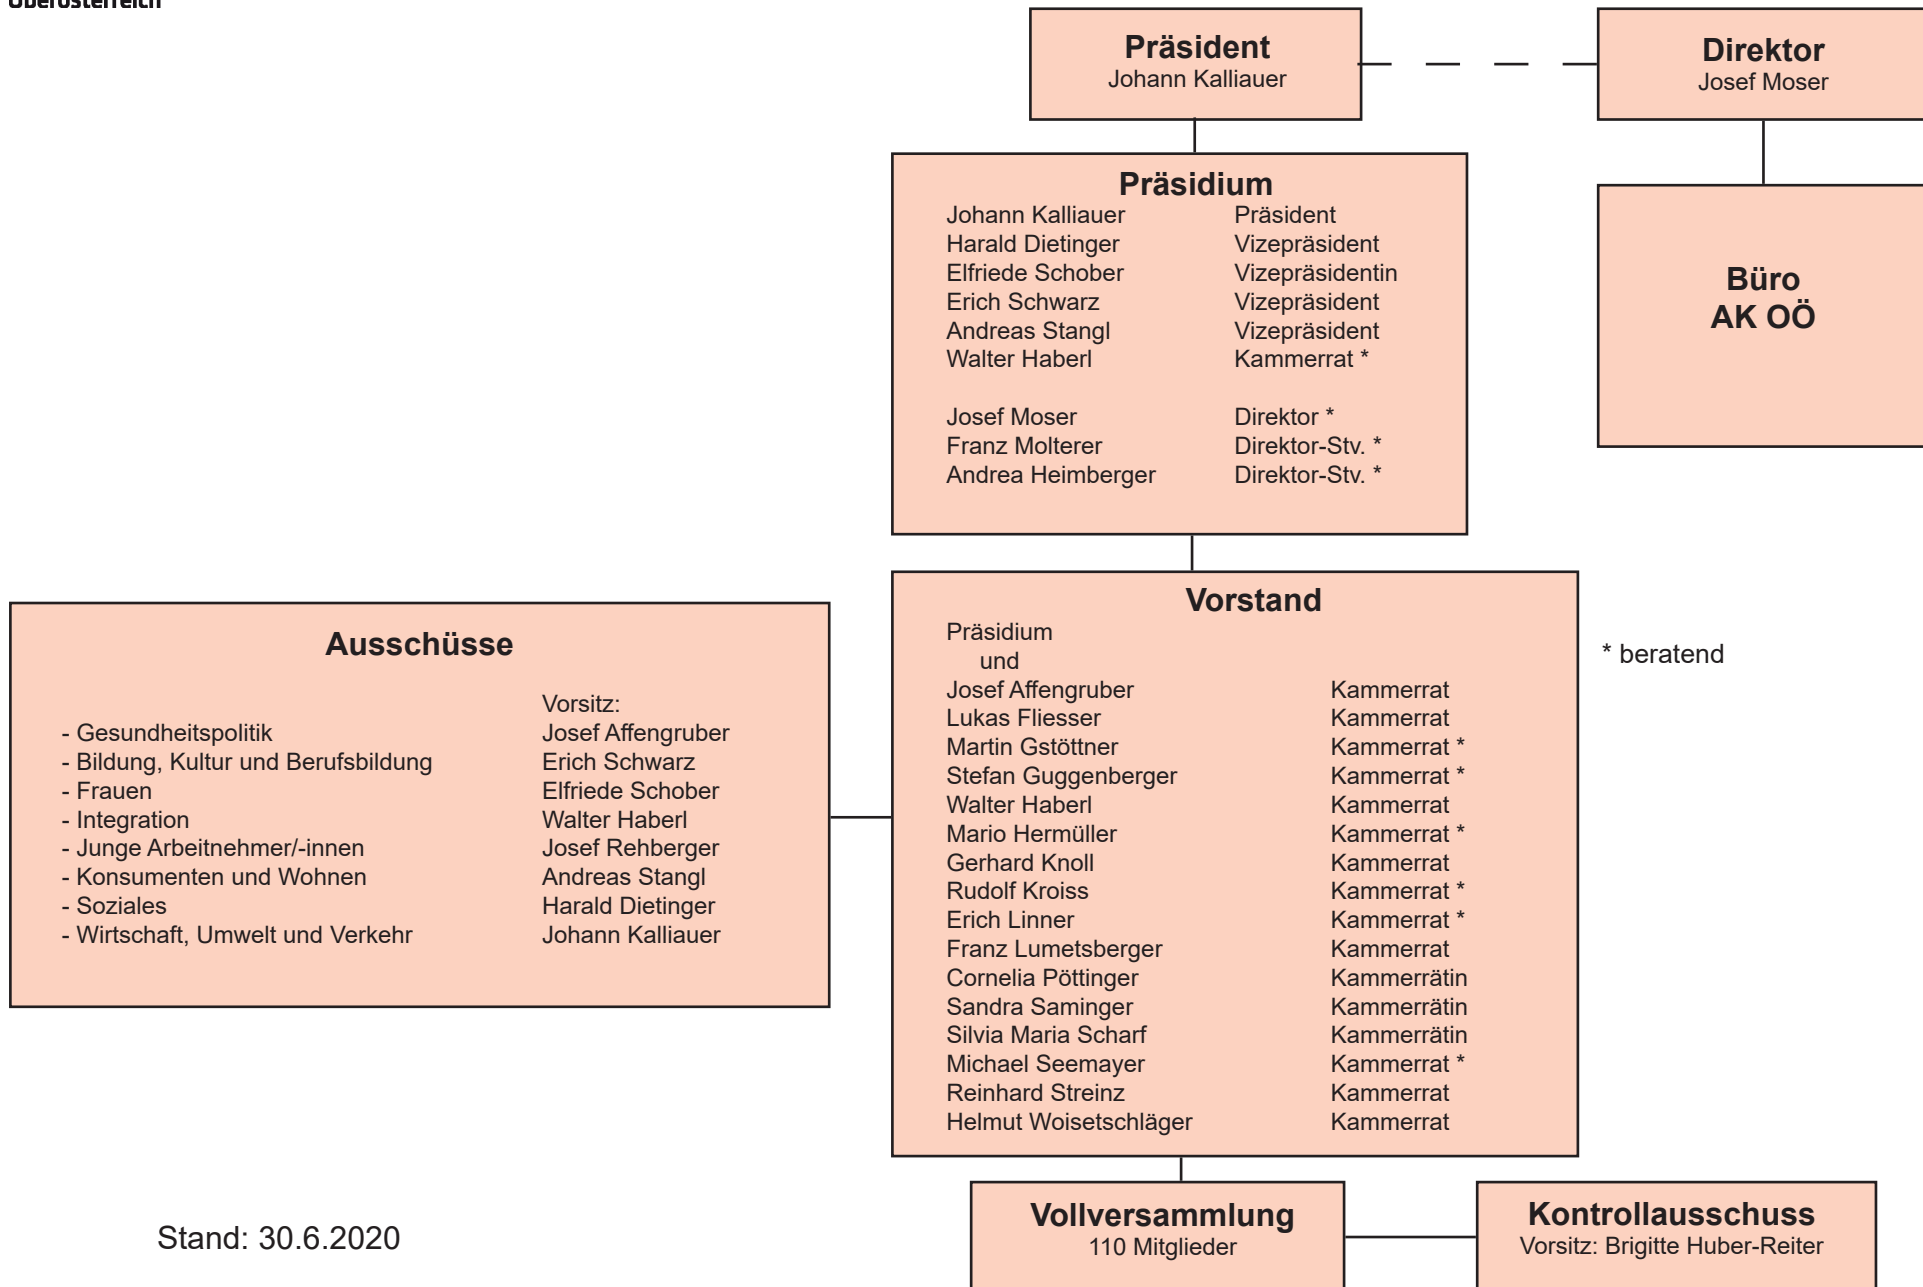 Oberösterreich
Präsident
Johann Kalliauer
Direktor
Josef Moser
Präsidium
Johann Kalliauer Präsident
Harald Dietinger Vizepräsident
Elfriede Schober Vizepräsidentin
Erich Schwarz Vizepräsident
Andreas Stangl Vizepräsident
Walter Haberl Kammerrat *
Josef Moser Direktor *
Franz Molterer Direktor-Stv. *
Andrea Heimberger Direktor-Stv. *
Büro
AK OÖ
Ausschüsse
Vorsitz:
- Gesundheitspolitik Josef Affengruber
- Bildung, Kultur und Berufsbildung Erich Schwarz
- Frauen Elfriede Schober
- Integration Walter Haberl
- Junge Arbeitnehmer/-innen Josef Rehberger
- Konsumenten und Wohnen Andreas Stangl
- Soziales Harald Dietinger
- Wirtschaft, Umwelt und Verkehr Johann Kalliauer
Vorstand
Präsidium
und
Josef Affengruber Kammerrat
Lukas Fliesser Kammerrat
Martin Gstöttner Kammerrat *
Stefan Guggenberger Kammerrat *
Walter Haberl Kammerrat
Mario Hermüller Kammerrat *
Gerhard Knoll Kammerrat
Rudolf Kroiss Kammerrat *
Erich Linner Kammerrat *
Franz Lumetsberger Kammerrat
Cornelia Pöttinger Kammerrätin
Sandra Saminger Kammerrätin
Silvia Maria Scharf Kammerrätin
Michael Seemayer Kammerrat *
Reinhard Streinz Kammerrat
Helmut Woisetschläger Kammerrat
* beratend
Vollversammlung
110 Mitglieder
Kontrollausschuss
Vorsitz: Brigitte Huber-Reiter
Stand: 30.6.2020